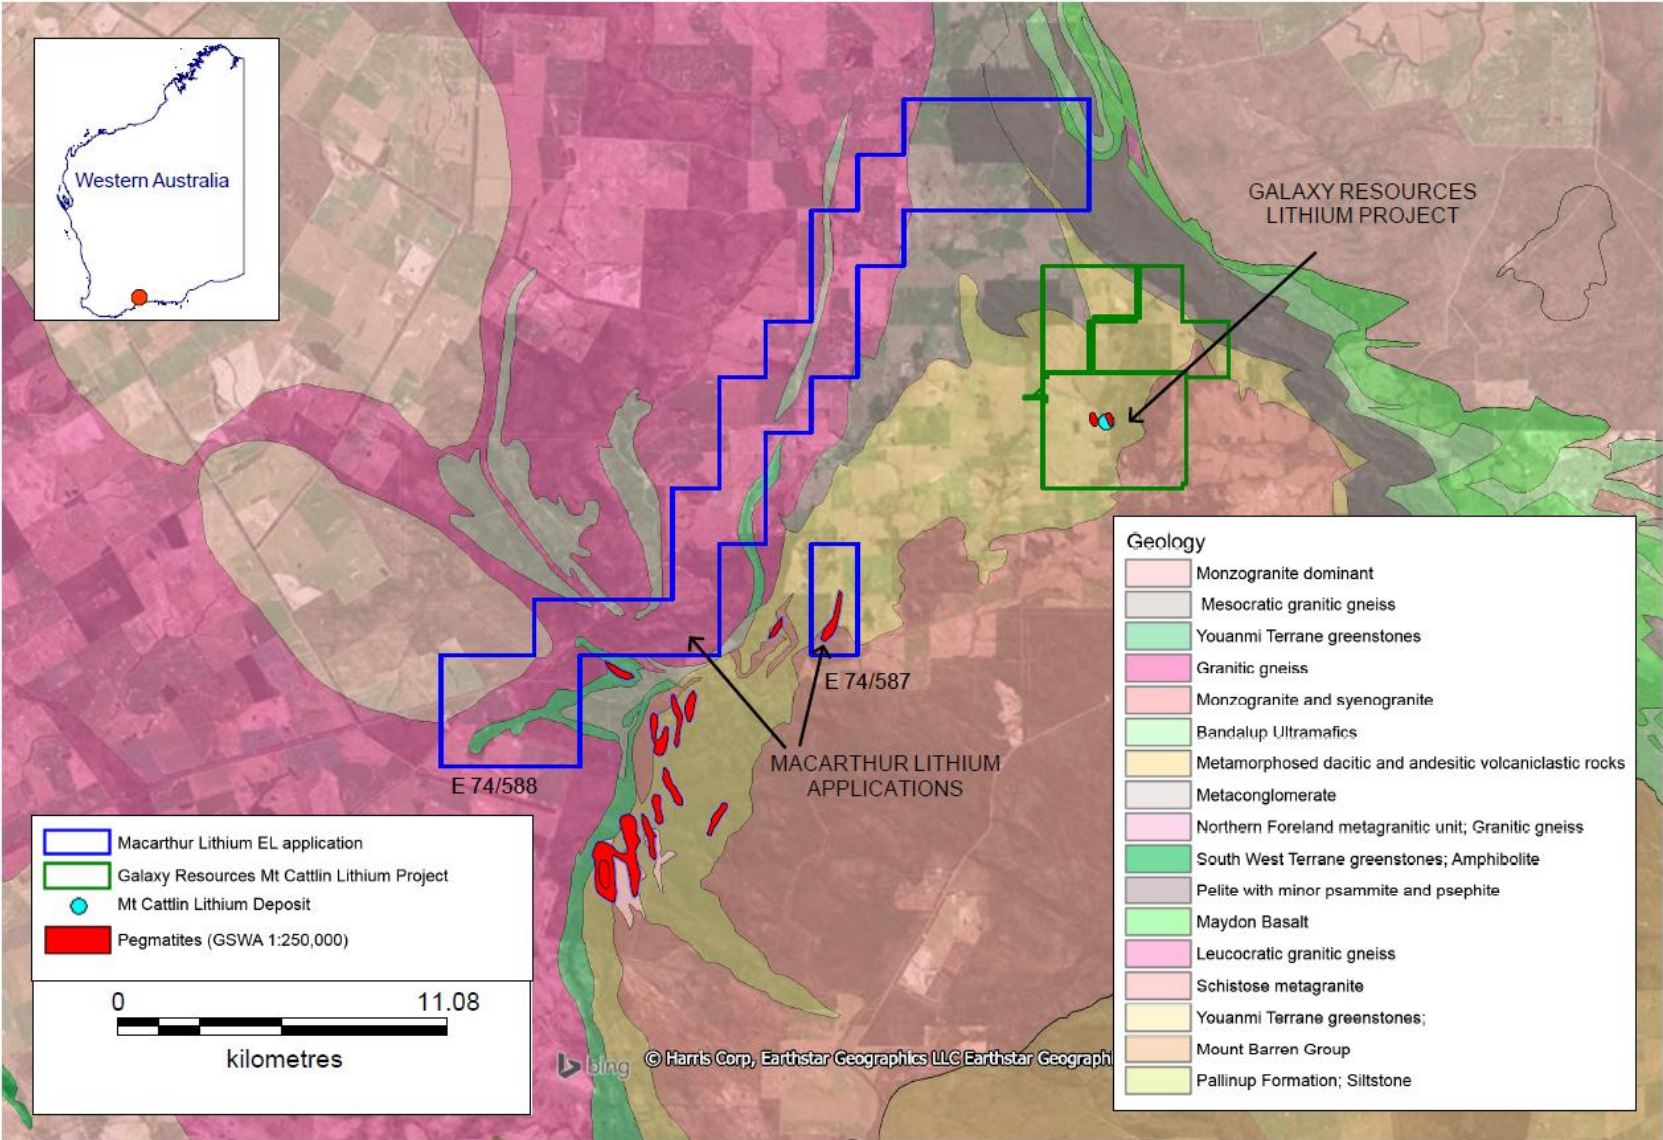 Western Australia
GALAXY RESOURCES
LITHIUM PROJECT
E 74/587
MACARTHUR LITHIUM
APPLICATIONS
E 74/588
Macarthur Lithium EL application
Galaxy Resources Mt Cattlin Lithium Project
Mt Cattlin Lithium Deposit
Pegmatites (GSWA 1:250,000)
0 11.08
kilometres
Geology
Monzogranite dominant
Mesocratic granitic gneiss
Youanmi Terrane greenstones
Granitic gneiss
Monzogranite and syenogranite
Bandalup Ultramafics
Metamorphosed dacitic and andesitic volcaniclastic rocks
Metaconglomerate
Northern Foreland metagranitic unit; Granitic gneiss
South West Terrane greenstones; Amphibolite
Pelite with minor psammite and psephite
Maydon Basalt
Leucocratic granitic gneiss
Schistose metagranite
Youanmi Terrane greenstones;
Mount Barren Group
Pallinup Formation; Siltstone
bing © Harris Corp, Earthstar Geographics LLC Earthstar Geographi